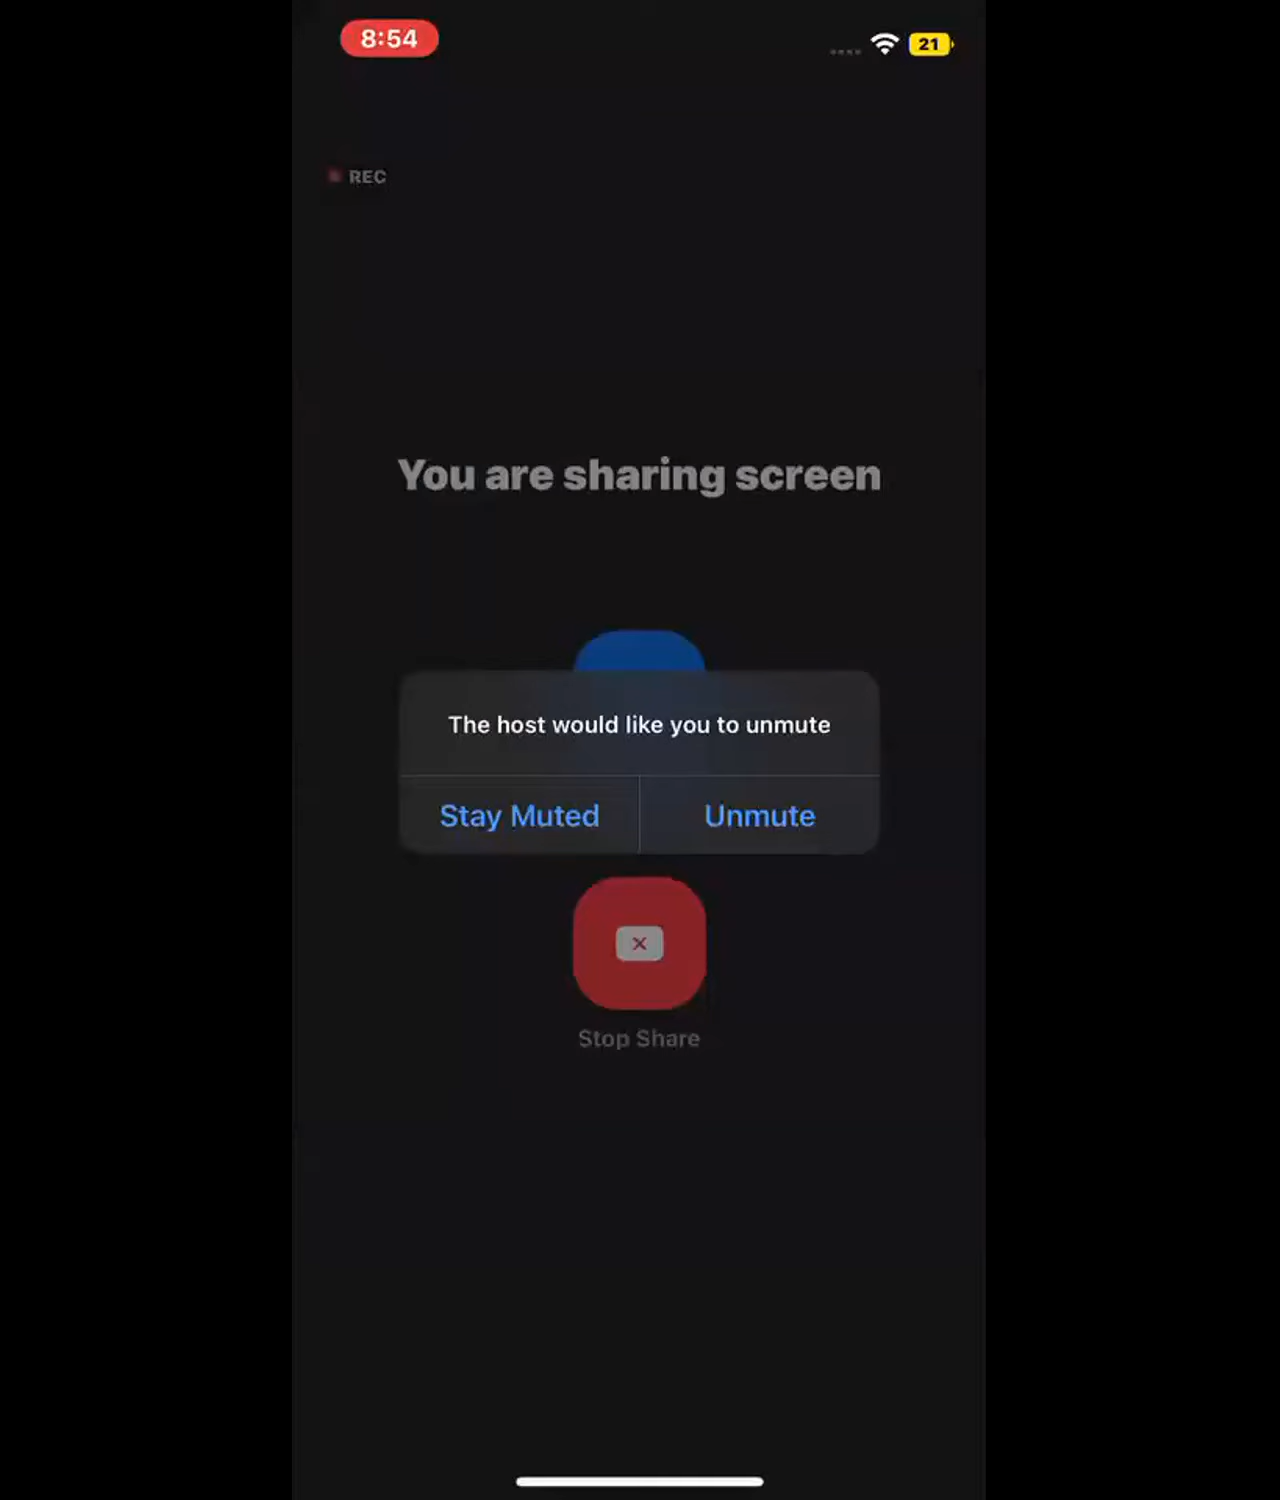 8:54
21
REC
You are sharing screen
The host would like you to unmute
Stay Muted
Unmute
Stop Share